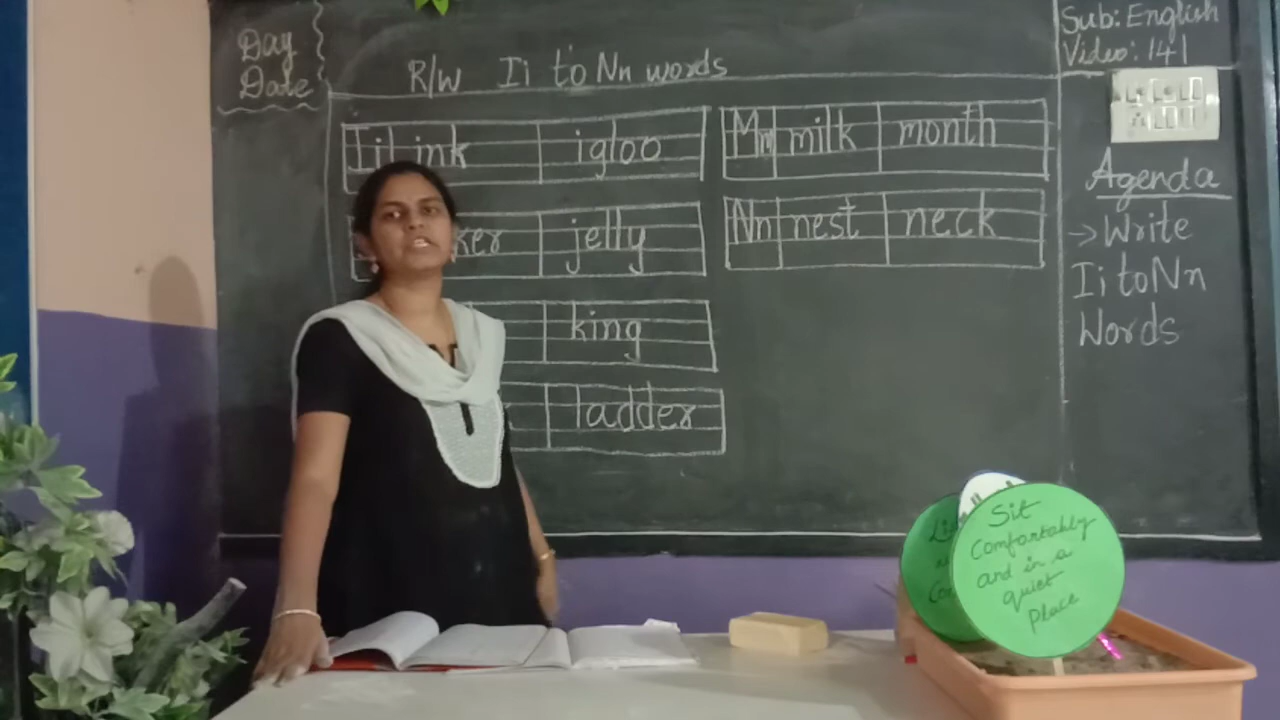 Day
Date
R/W Ii to Nn words
Sub: English
Video: 141
Ii ink igloo
jelly
king
ladder
Mm milk month
Nn nest neck
Agenda
→ Write
Ii to Nn
Words
Sit
Comfortably
and in a
quiet
Place